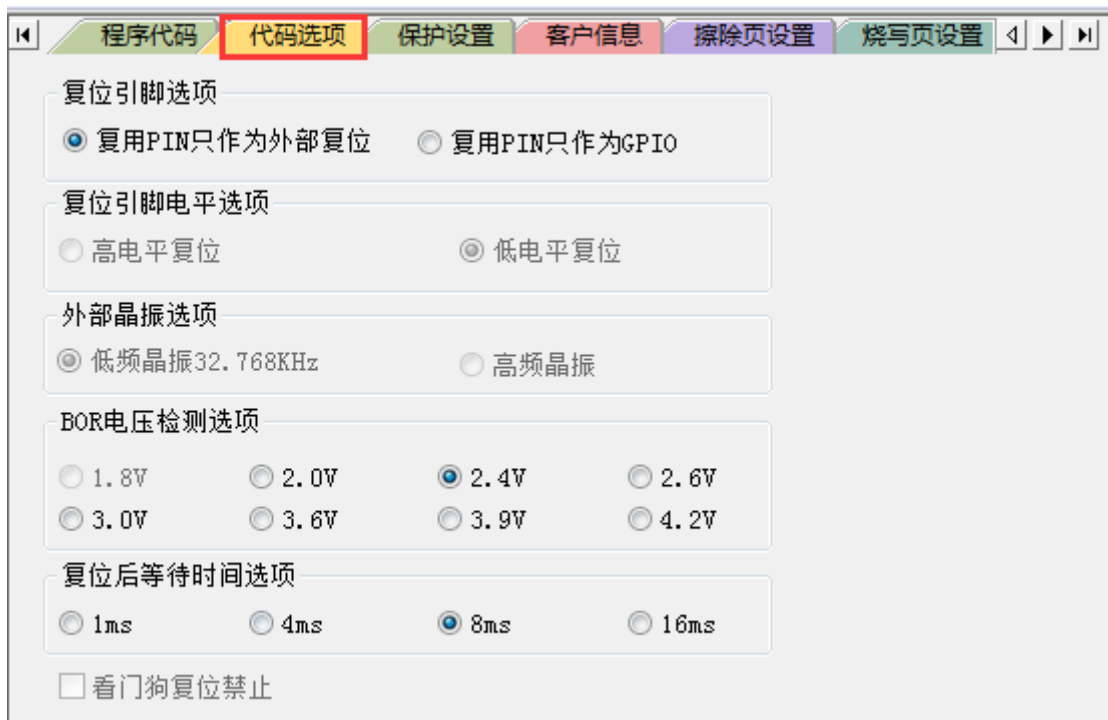 程序代码 代码选项 保护设置 客户信息 擦除页设置 烧写页设置
复位引脚选项
复用PIN只作为外部复位 复用PIN只作为GPIO
复位引脚电平选项
高电平复位 低电平复位
外部晶振选项
低频晶振32.768KHz 高频晶振
BOR电压检测选项
1.8V 2.0V 2.4V 2.6V
3.0V 3.6V 3.9V 4.2V
复位后等待时间选项
1ms 4ms 8ms 16ms
看门狗复位禁止